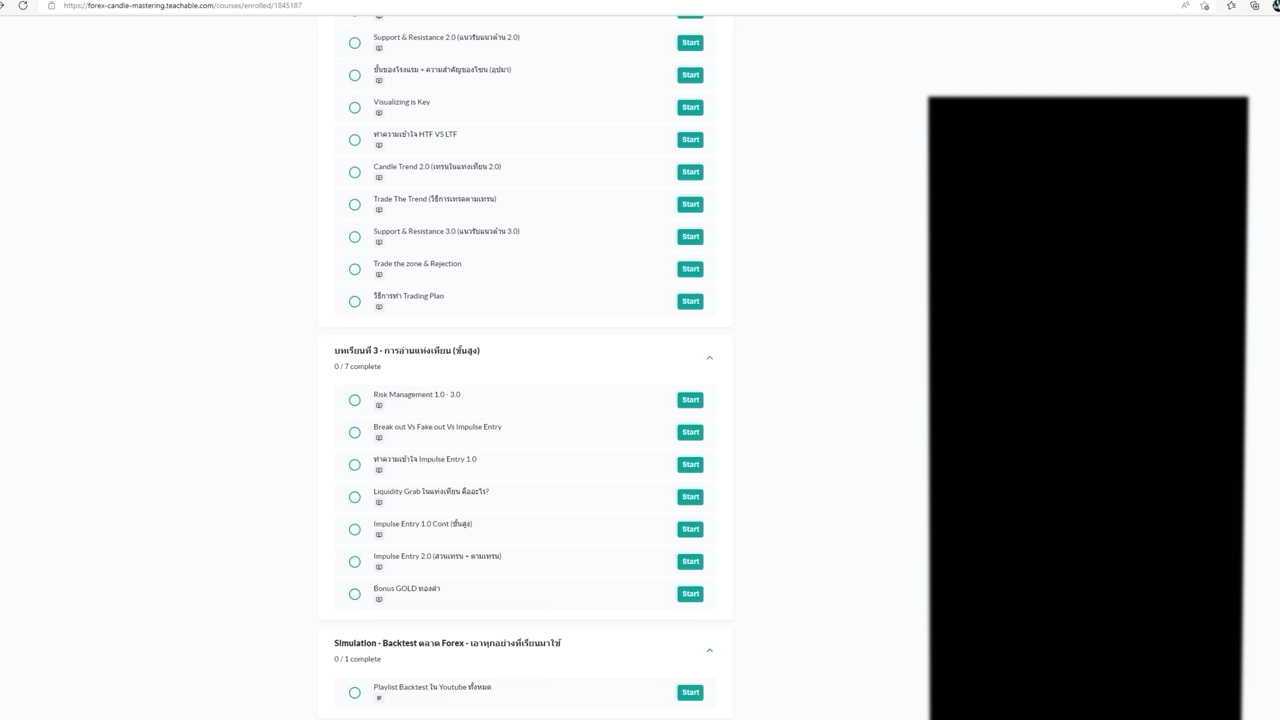 https://forex-candle-mastering.teachable.com/courses/enrolled/1845187
Support & Resistance 2.0 (แนวรับแนวต้าน 2.0)
Start
ชั้นของโรงแรม + ความสำคัญของโซน (อุปมา)
Start
Visualizing is Key
Start
ทำความเข้าใจ HTF VS LTF
Start
Candle Trend 2.0 (เทรนในแท่งเทียน 2.0)
Start
Trade The Trend (วิธีการเทรดตามเทรน)
Start
Support & Resistance 3.0 (แนวรับแนวต้าน 3.0)
Start
Trade the zone & Rejection
Start
วิธีการทำ Trading Plan
Start
บทเรียนที่ 3 - การอ่านแท่งเทียน (ขั้นสูง)
0 / 7 complete
Risk Management 1.0 - 3.0
Start
Break out Vs Fake out Vs Impulse Entry
Start
ทำความเข้าใจ Impulse Entry 1.0
Start
Liquidity Grab ในแท่งเทียน คืออะไร?
Start
Impulse Entry 1.0 Cont (ขั้นสูง)
Start
Impulse Entry 2.0 (สวนเทรน + ตามเทรน)
Start
Bonus GOLD ทองคำ
Start
Simulation - Backtest ตลาด Forex - เอาทุกอย่างที่เรียนมาใช้
0 / 1 complete
Playlist Backtest ใน Youtube ทั้งหมด
Start